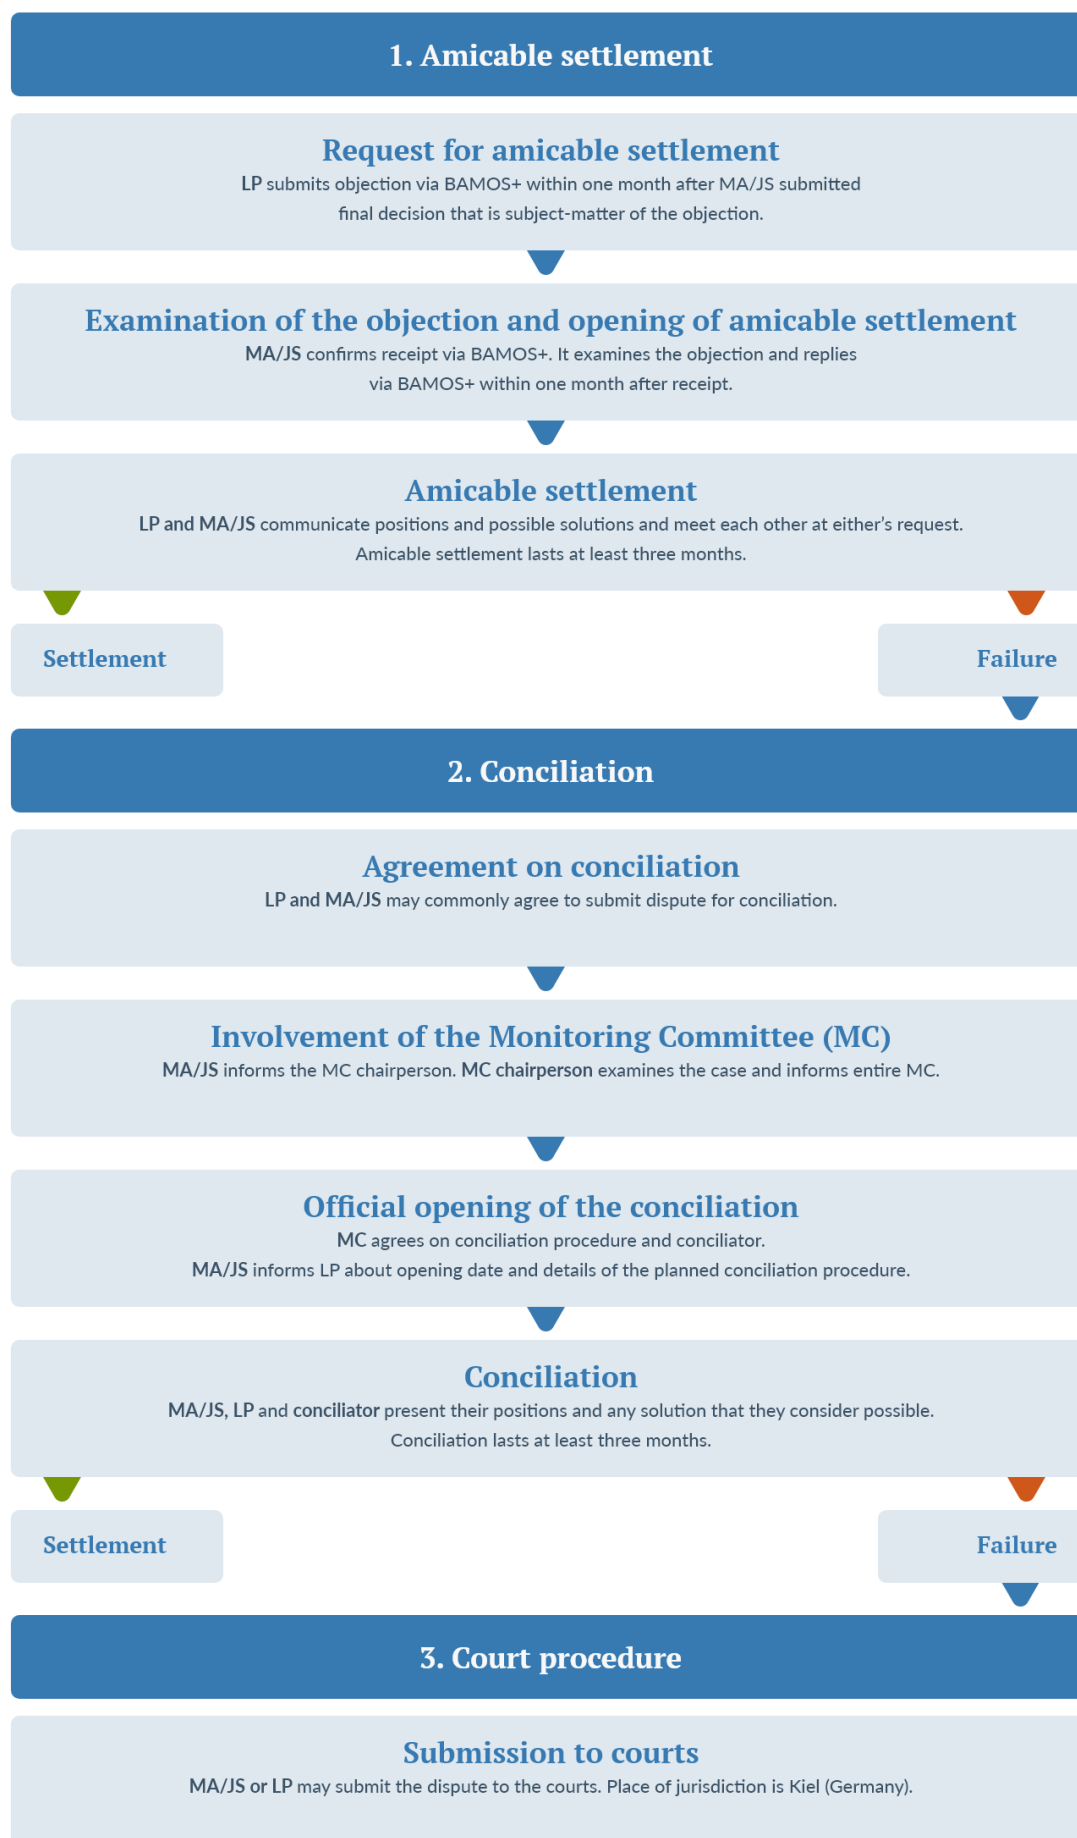 1. Amicable settlement
Request for amicable settlement
LP submits objection via BAMOS+ within one month after MA/JS submitted
final decision that is subject-matter of the objection.
Examination of the objection and opening of amicable settlement
MA/JS confirms receipt via BAMOS+. It examines the objection and replies
via BAMOS+ within one month after receipt.
Amicable settlement
LP and MA/JS communicate positions and possible solutions and meet each other at either’s request.
Amicable settlement lasts at least three months.
Settlement
Failure
2. Conciliation
Agreement on conciliation
LP and MA/JS may commonly agree to submit dispute for conciliation.
Involvement of the Monitoring Committee (MC)
MA/JS informs the MC chairperson. MC chairperson examines the case and informs entire MC.
Official opening of the conciliation
MC agrees on conciliation procedure and conciliator.
MA/JS informs LP about opening date and details of the planned conciliation procedure.
Conciliation
MA/JS, LP and conciliator present their positions and any solution that they consider possible.
Conciliation lasts at least three months.
Settlement
Failure
3. Court procedure
Submission to courts
MA/JS or LP may submit the dispute to the courts. Place of jurisdiction is Kiel (Germany).